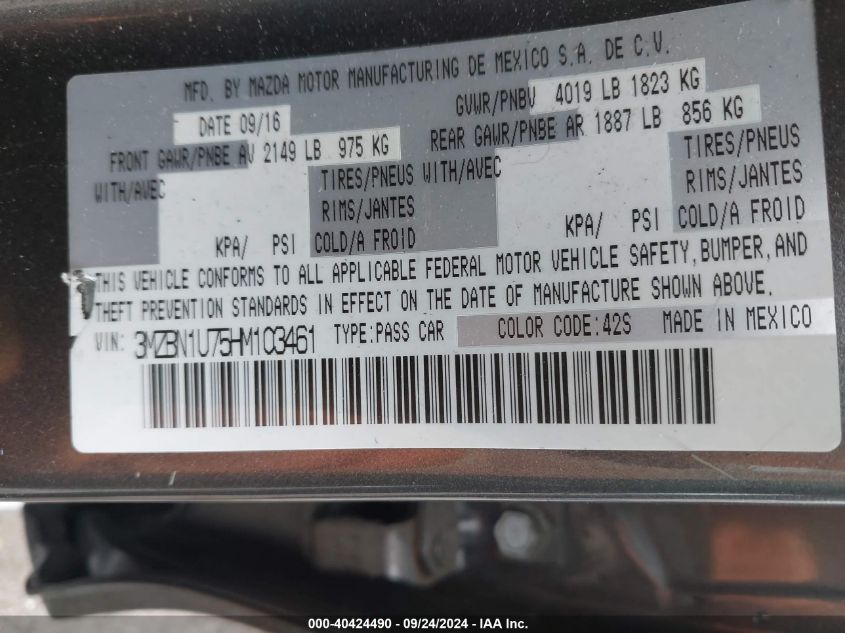 MFD. BY MAZDA MOTOR MANUFACTURING DE MEXICO S.A. DE C.V.
DATE 09/16 GVWR/PNBV 4019 LB 1823 KG
FRONT GAWR/PNBE AV 2149 LB 975 KG REAR GAWR/PNBE AR 1887 LB 856 KG
WITH/AVEC TIRES/PNEUS WITH/AVEC TIRES/PNEUS
RIMS/JANTES RIMS/JANTES
KPA/ PSI COLD/A FROID KPA/ PSI COLD/A FROID
THIS VEHICLE CONFORMS TO ALL APPLICABLE FEDERAL MOTOR VEHICLE SAFETY, BUMPER, AND
THEFT PREVENTION STANDARDS IN EFFECT ON THE DATE OF MANUFACTURE SHOWN ABOVE.
VIN: 3MZBN1U75HM103461 TYPE:PASS CAR COLOR CODE:42S MADE IN MEXICO
000-40424490 - 09/24/2024 - IAA Inc.